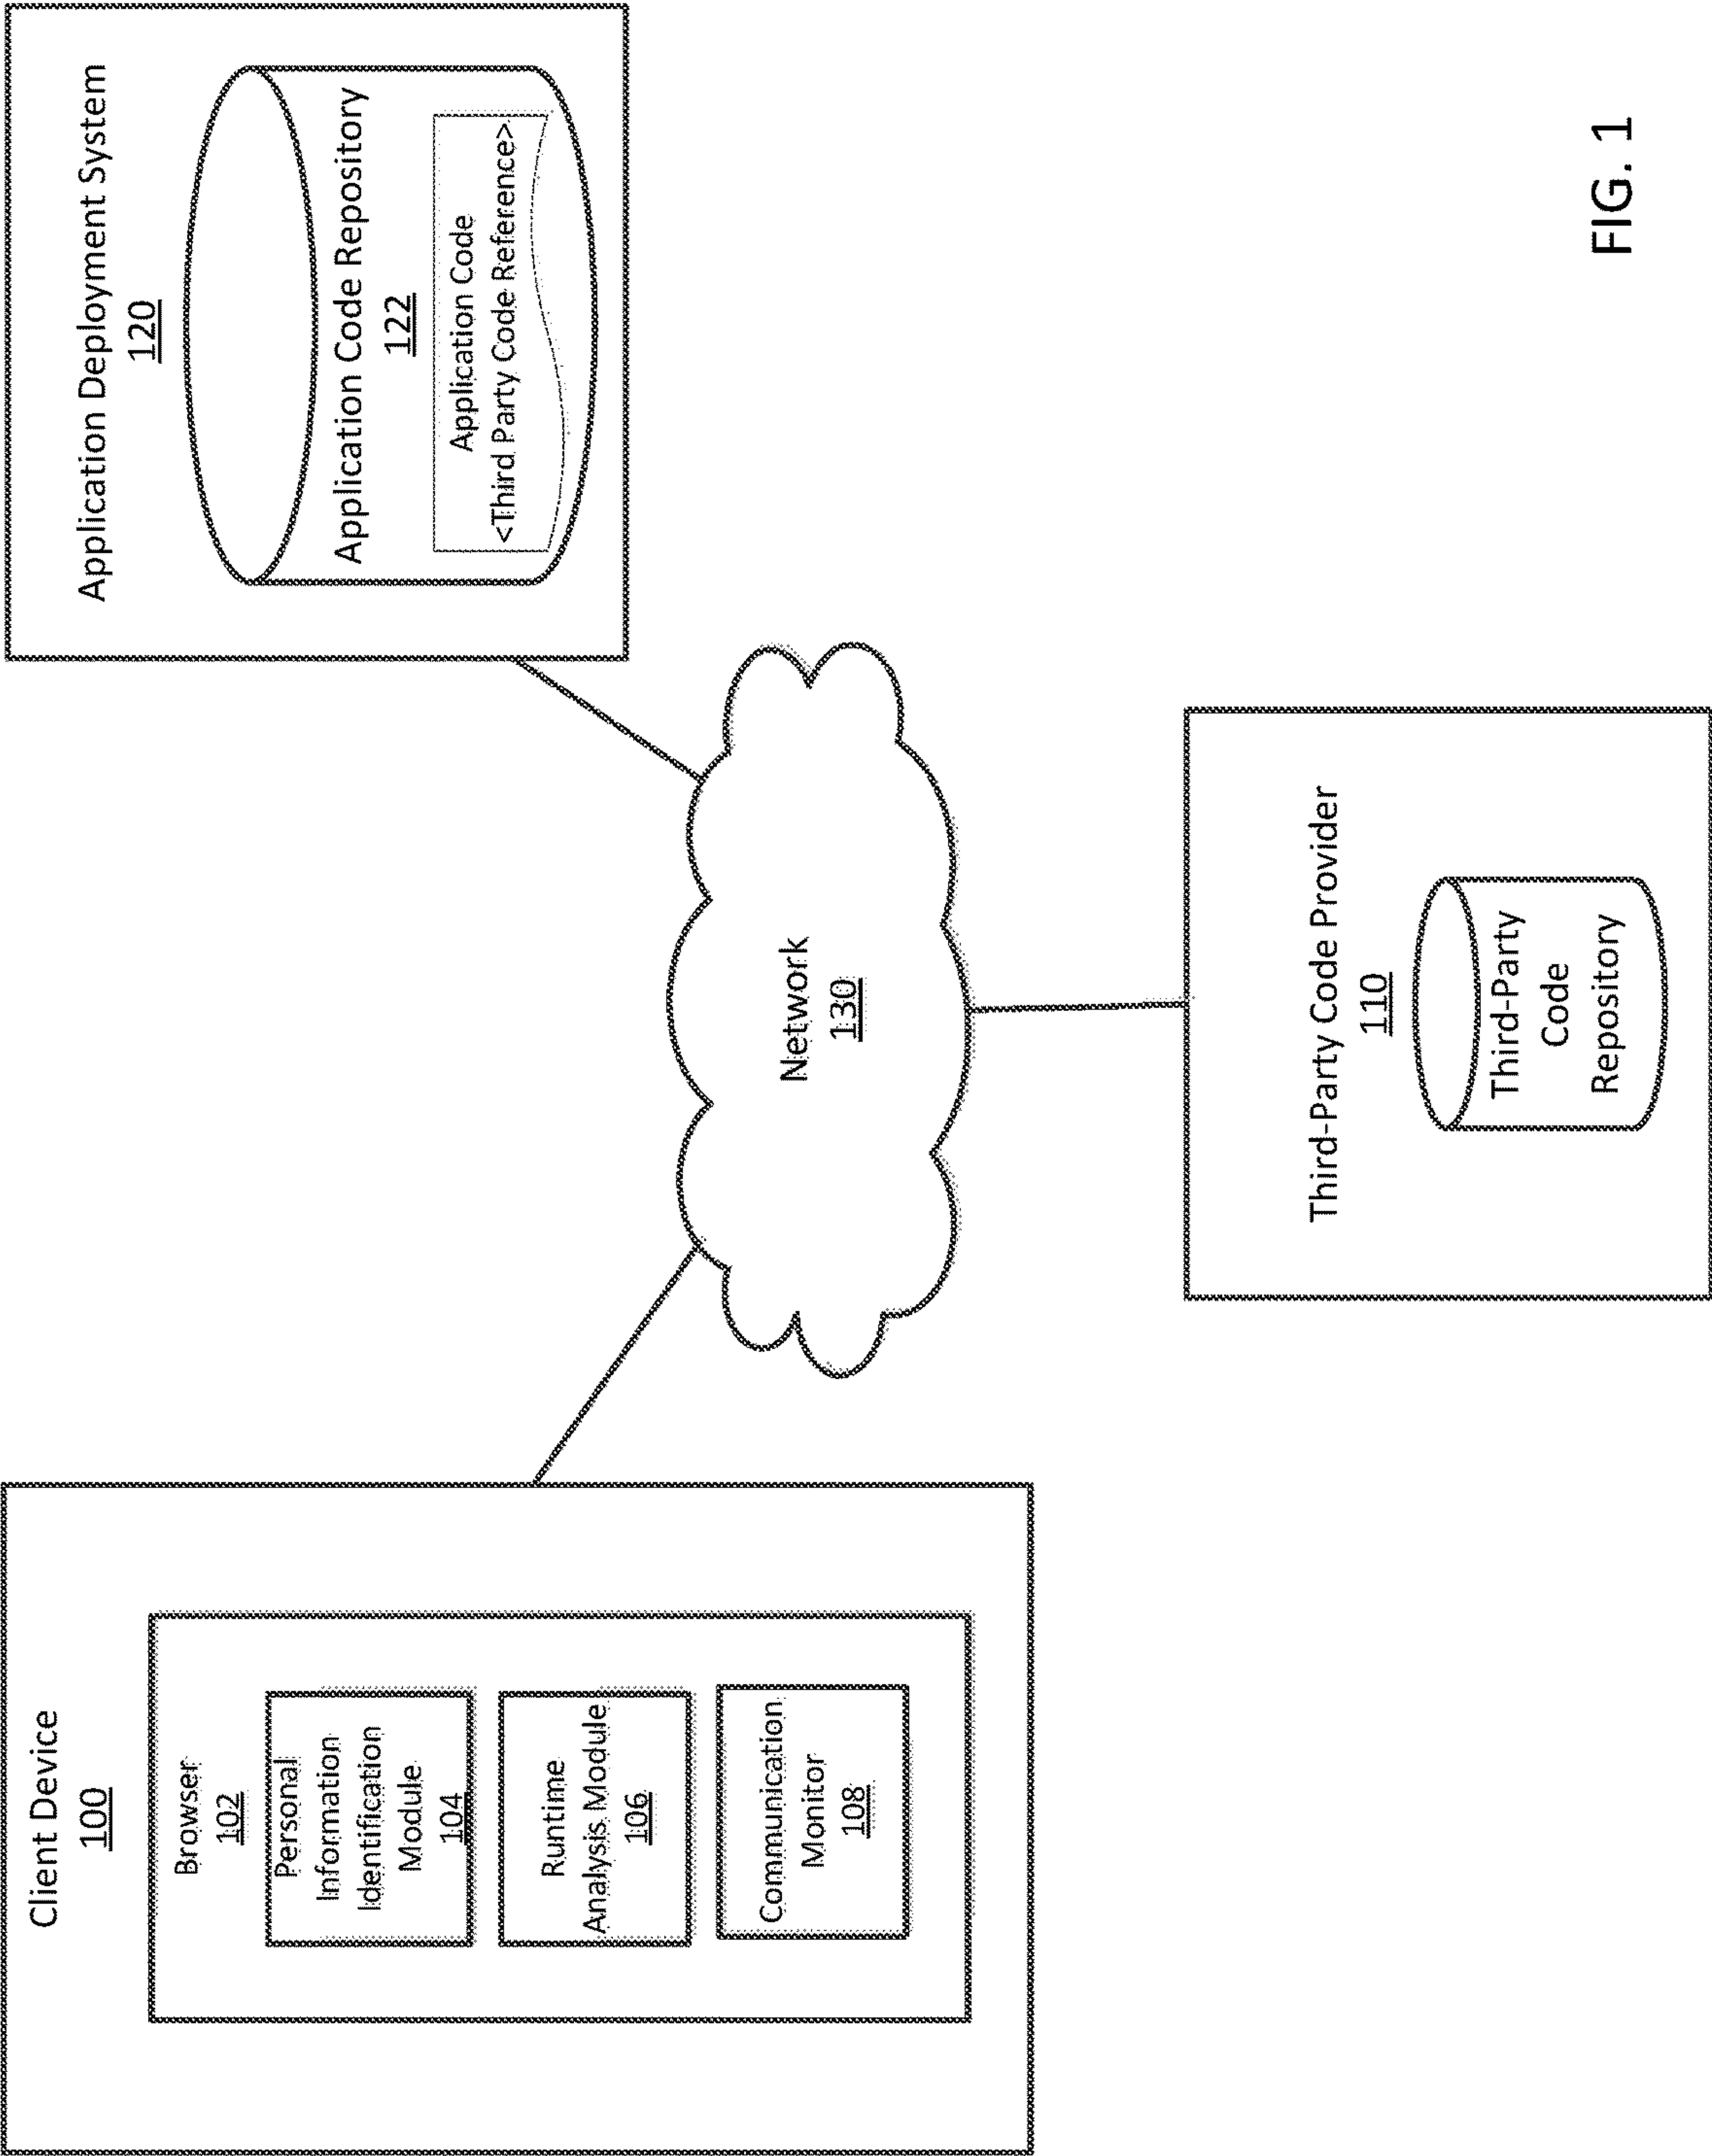 Client Device
100
Browser
102
Personal
Information
Identification
Module
104
Runtime
Analysis Module
106
Communication
Monitor
108
Network
130
Application Deployment System
120
Application Code Repository
122
Application Code
<Third Party Code Reference>
Third-Party Code Provider
110
Third-Party
Code
Repository
FIG. 1